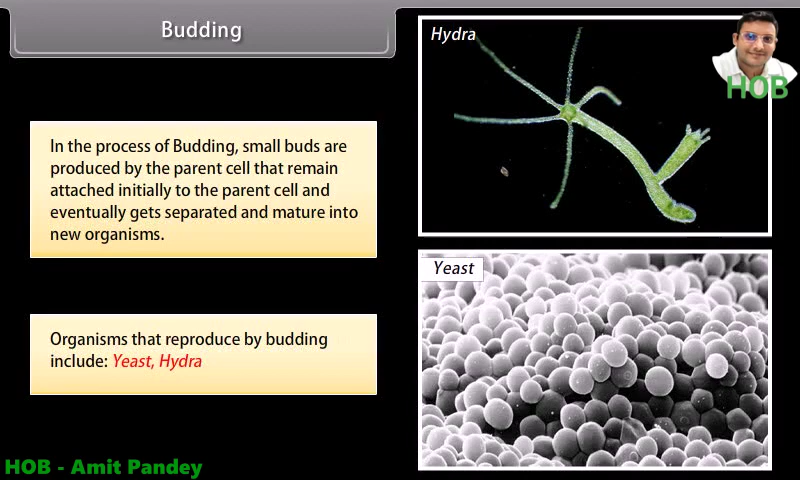 Budding
Hydra
HOB
In the process of Budding, small buds are
produced by the parent cell that remain
attached initially to the parent cell and
eventually gets separated and mature into
new organisms.
Yeast
Organisms that reproduce by budding
include: Yeast, Hydra
HOB - Amit Pandey